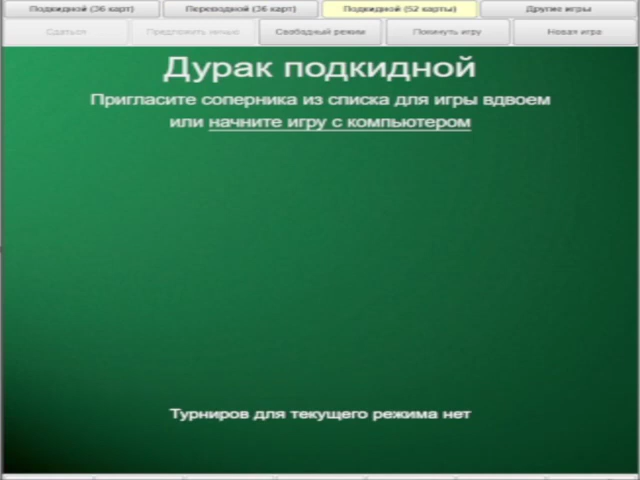 Подкидной (36 карт) Переводной (36 карт) Подкидной (52 карты) Другие игры
Сдаться Предложить ничью Свободный режим Покинуть игру Новая игра
Дурак подкидной
Пригласите соперника из списка для игры вдвоем
или начните игру с компьютером
Турниров для текущего режима нет